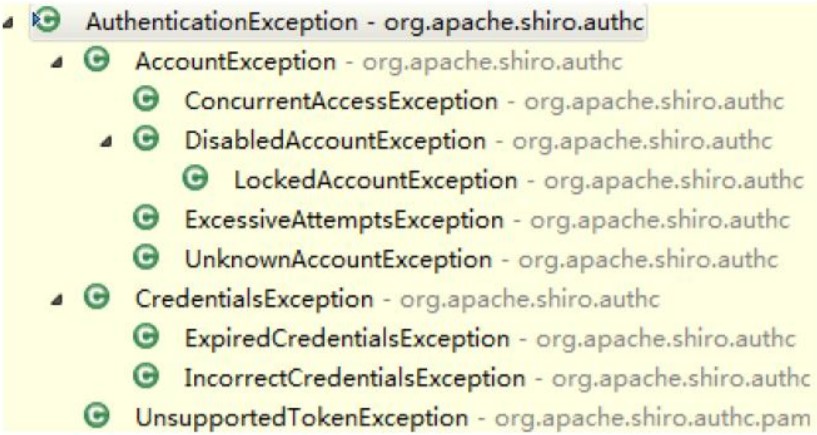 AuthenticationException - org.apache.shiro.authc
AccountException - org.apache.shiro.authc
ConcurrentAccessException - org.apache.shiro.authc
DisabledAccountException - org.apache.shiro.authc
LockedAccountException - org.apache.shiro.authc
ExcessiveAttemptsException - org.apache.shiro.authc
UnknownAccountException - org.apache.shiro.authc
CredentialsException - org.apache.shiro.authc
ExpiredCredentialsException - org.apache.shiro.authc
IncorrectCredentialsException - org.apache.shiro.authc
UnsupportedTokenException - org.apache.shiro.authc.pam